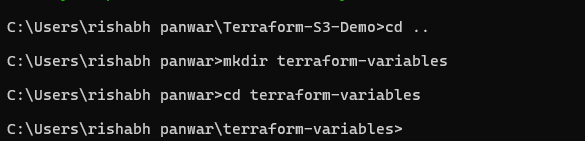 C:\Users\rishabh panwar\Terraform-S3-Demo>cd ..
C:\Users\rishabh panwar>mkdir terraform-variables
C:\Users\rishabh panwar>cd terraform-variables
C:\Users\rishabh panwar\terraform-variables>